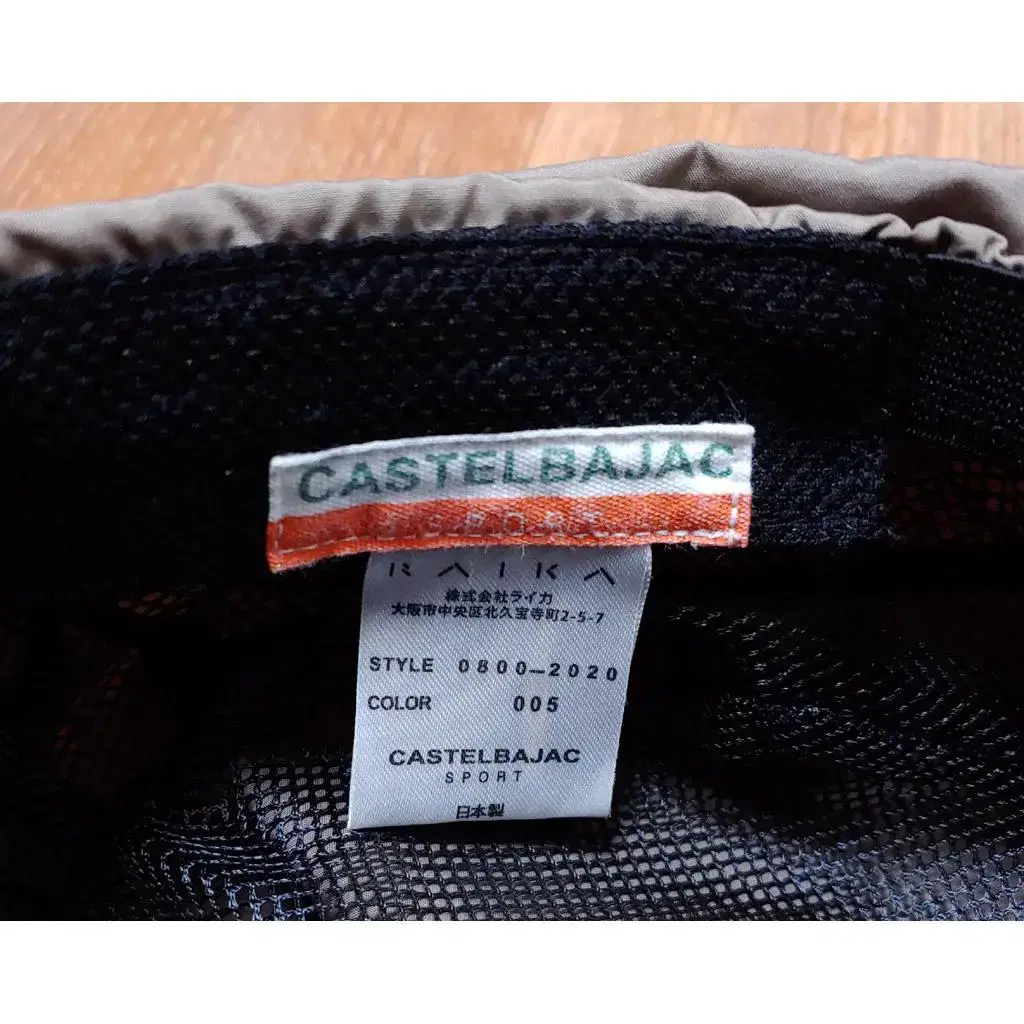 CASTELBAJAC
SPORT
RAIKA
株式会社ライカ
大阪市中央区北久宝寺町2-5-7
STYLE 0800-2020
COLOR 005
CASTELBAJAC
SPORT
日本製